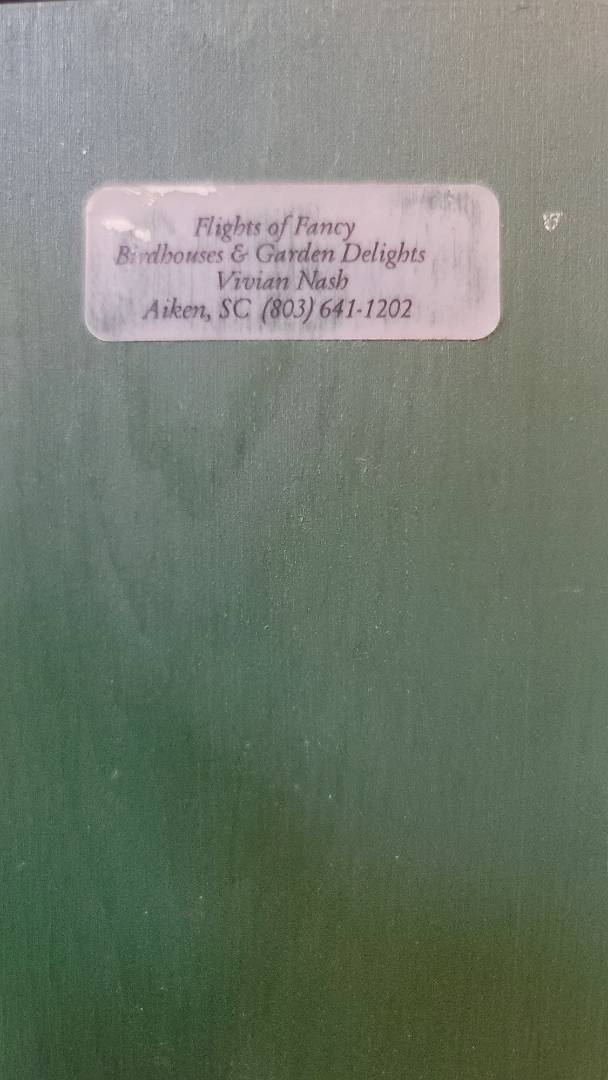 Flights of Fancy
Birdhouses & Garden Delights
Vivian Nash
Aiken, SC (803) 641-1202